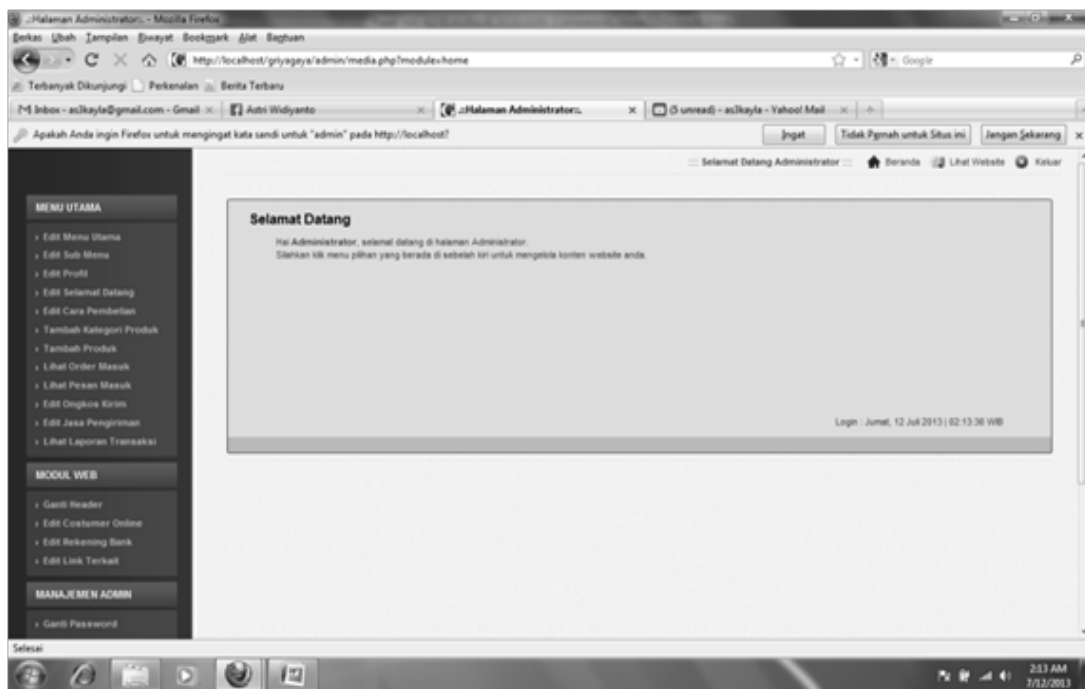 .:Halaman Administrator:. - Mozilla Firefox
Berkas Ubah Tampilan Riwayat Bookmark Alat Bantuan
http://localhost/griyagaya/admin/media.php?module=home
Google
Terbanyak Dikunjungi Perkenalan Berita Terbaru
Inbox - as3kayla@gmail.com - Gmail
Astri Widiyanto
.:Halaman Administrator:.
(5 unread) - as3kayla - Yahoo! Mail
Apakah Anda ingin Firefox untuk mengingat kata sandi untuk "admin" pada http://localhost?
Ingat
Tidak Pernah untuk Situs ini
Jangan Sekarang
::: Selamat Datang Administrator :::
Beranda
Lihat Website
Keluar
MENU UTAMA
Edit Menu Utama
Edit Sub Menu
Edit Profil
Edit Selamat Datang
Edit Cara Pembelian
Tambah Kategori Produk
Tambah Produk
Lihat Order Masuk
Lihat Pesan Masuk
Edit Ongkos Kirim
Edit Jasa Pengiriman
Lihat Laporan Transaksi
MODUL WEB
Ganti Header
Edit Costumer Online
Edit Rekening Bank
Edit Link Terkait
MANAJEMEN ADMIN
Ganti Password
Selamat Datang
Hai Administrator, selamat datang di halaman Administrator.
Silahkan klik menu pilihan yang berada di sebelah kiri untuk mengelola konten website anda.
Login : Jumat, 12 Juli 2013 | 02:13:36 WIB
Selesai
2:13 AM
7/12/2013